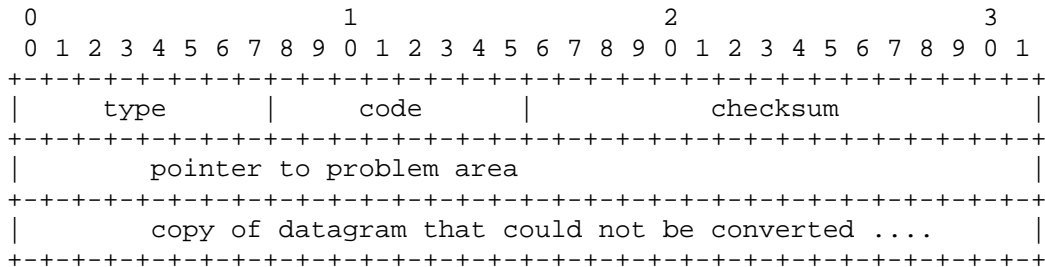 0                   1                   2                   3
 0 1 2 3 4 5 6 7 8 9 0 1 2 3 4 5 6 7 8 9 0 1 2 3 4 5 6 7 8 9 0 1
+-+-+-+-+-+-+-+-+-+-+-+-+-+-+-+-+-+-+-+-+-+-+-+-+-+-+-+-+-+-+-+-+
|     type      |     code      |           checksum            |
+-+-+-+-+-+-+-+-+-+-+-+-+-+-+-+-+-+-+-+-+-+-+-+-+-+-+-+-+-+-+-+-+
|        pointer to problem area                                |
+-+-+-+-+-+-+-+-+-+-+-+-+-+-+-+-+-+-+-+-+-+-+-+-+-+-+-+-+-+-+-+-+
|        copy of datagram that could not be converted ....      |
+-+-+-+-+-+-+-+-+-+-+-+-+-+-+-+-+-+-+-+-+-+-+-+-+-+-+-+-+-+-+-+-+